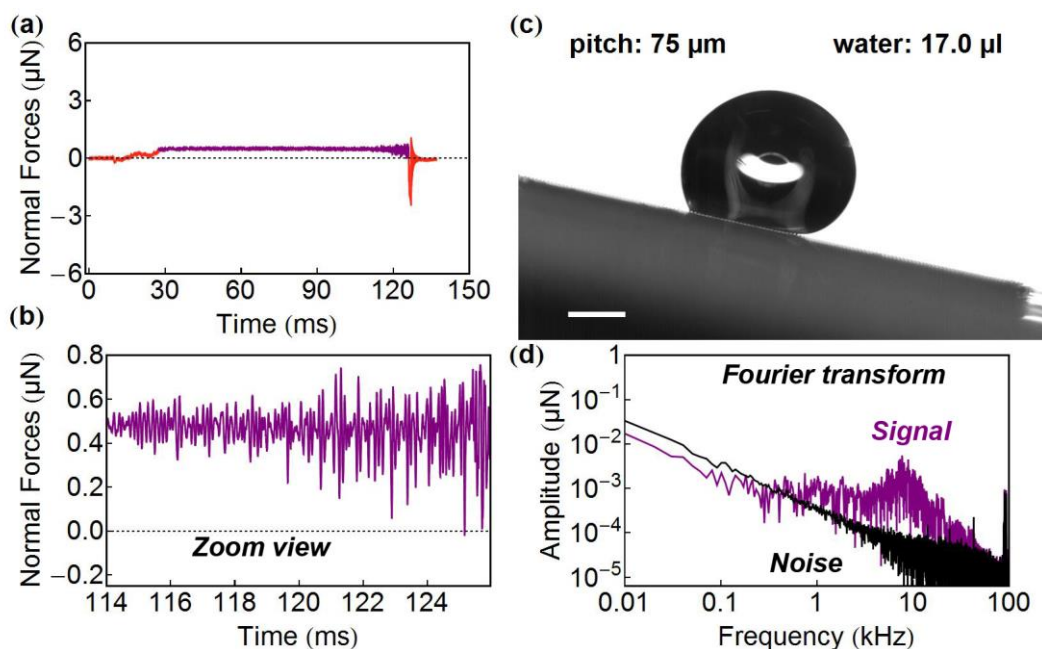 (a)
Normal Forces (µN)
6
3
0
−3
−6
0 30 60 90 120 150
Time (ms)
(b)
Normal Forces (µN)
0.8
0.6
0.4
0.2
0.0
−0.2
Zoom view
114 116 118 120 122 124
Time (ms)
(c)
pitch: 75 µm water: 17.0 µl
(d)
Amplitude (µN)
1
10⁻¹
10⁻²
10⁻³
10⁻⁴
10⁻⁵
Fourier transform
Signal
Noise
0.01 0.1 1 10 100
Frequency (kHz)